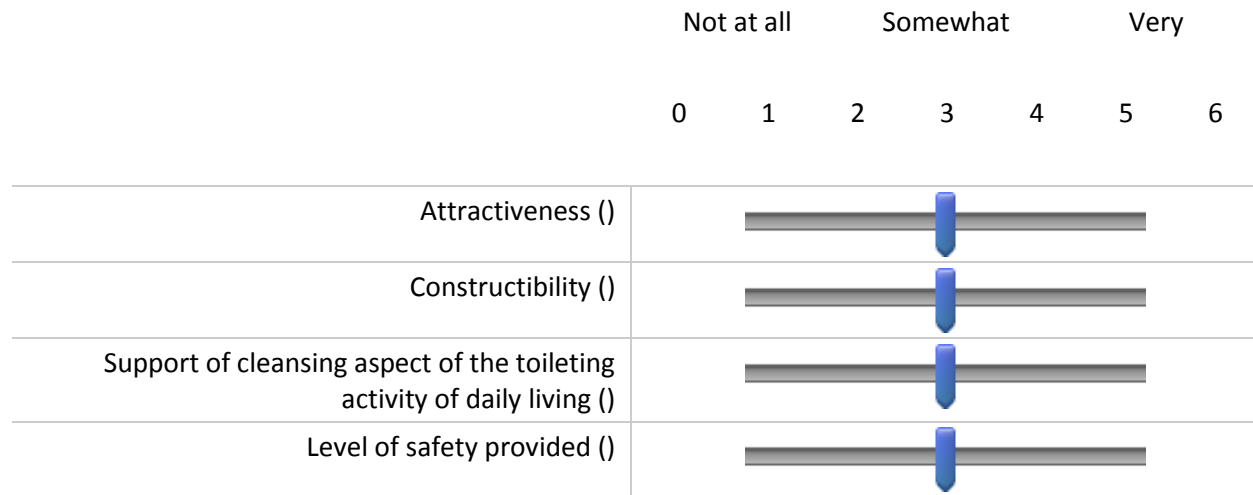 Not at all Somewhat Very
0 1 2 3 4 5 6
Attractiveness ()
Constructibility ()
Support of cleansing aspect of the toileting
activity of daily living ()
Level of safety provided ()